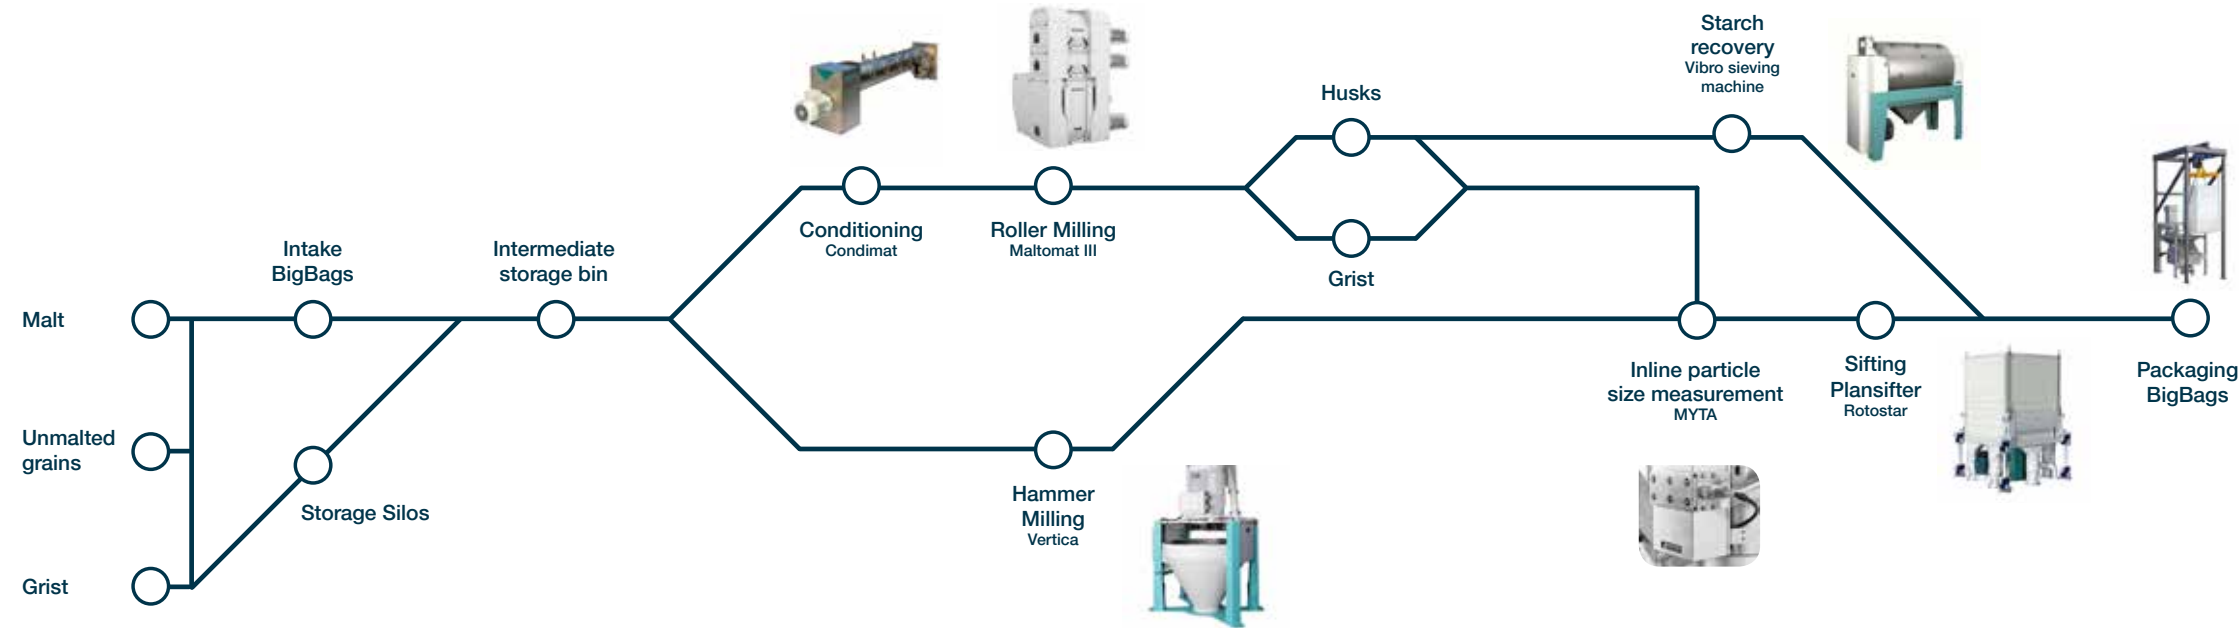 Malt
Unmalted
grains
Grist
Intake
BigBags
Storage Silos
Intermediate
storage bin
Conditioning
Condimat
Roller Milling
Maltomat III
Hammer
Milling
Vertica
Husks
Grist
Starch
recovery
Vibro sieving
machine
Inline particle
size measurement
MYTA
Sifting
Plansifter
Rotostar
Packaging
BigBags